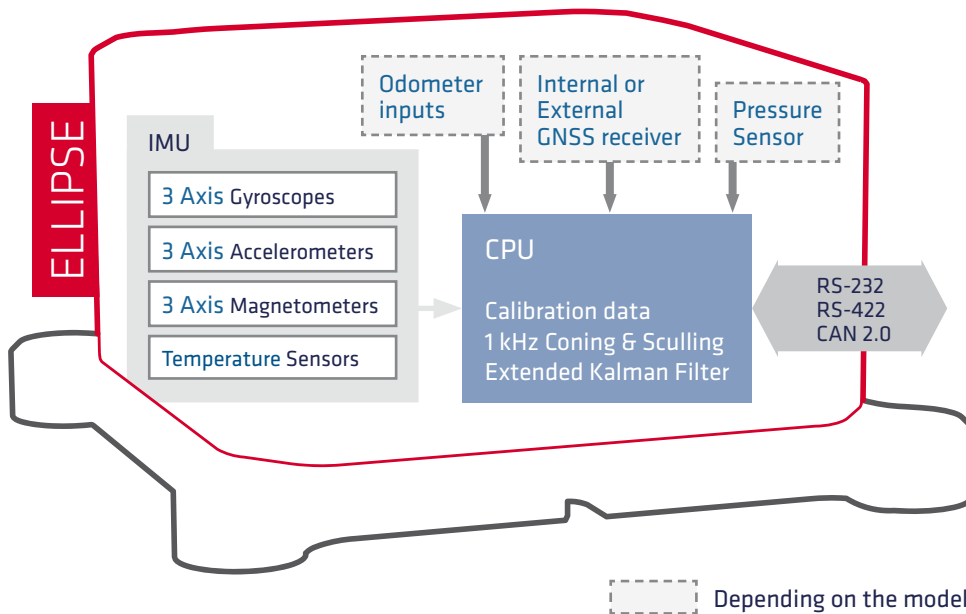 ELLIPSE
IMU
3 Axis Gyroscopes
3 Axis Accelerometers
3 Axis Magnetometers
Temperature Sensors
Odometer
inputs
Internal or
External
GNSS receiver
Pressure
Sensor
CPU
Calibration data
1 kHz Coning & Sculling
Extended Kalman Filter
RS-232
RS-422
CAN 2.0
Depending on the model